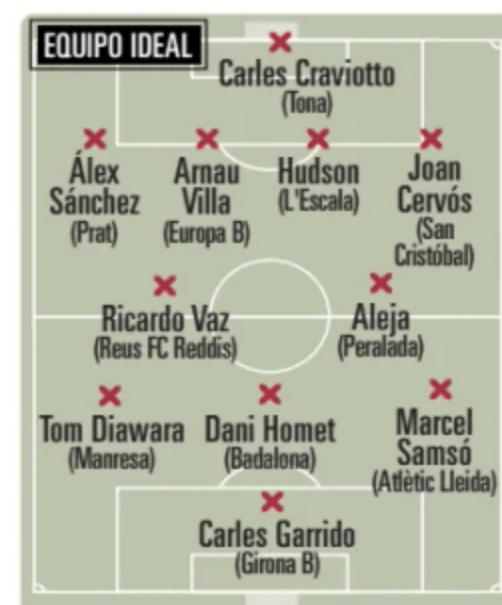 EQUIPO IDEAL
Carles Craviotto
(Tona)
Álex
Sánchez
(Prat)
Arnau
Villa
(Europa B)
Hudson
(L'Escala)
Joan
Cervós
(San
Cristóbal)
Ricardo Vaz
(Reus FC Reddis)
Aleja
(Peralada)
Tom Diawara
(Manresa)
Dani Homet
(Badalona)
Marcel
Samsó
(Atlètic Lleida)
Carles Garrido
(Girona B)